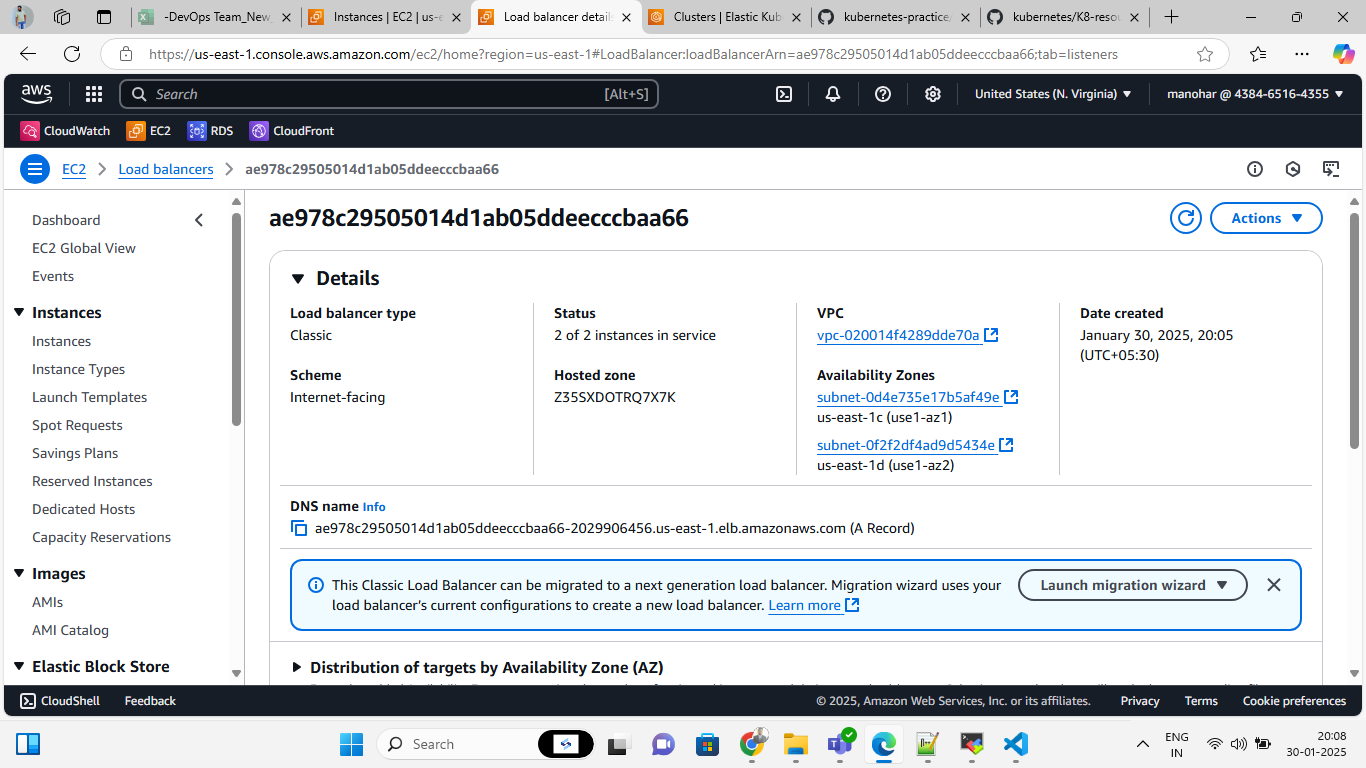 -DevOps Team_New_
Instances | EC2 | us-e
Load balancer detai
Clusters | Elastic Kub
kubernetes-practice/
kubernetes/K8-resou
https://us-east-1.console.aws.amazon.com/ec2/home?region=us-east-1#LoadBalancer:loadBalancerArn=ae978c29505014d1ab05ddeecccbaa66;tab=listeners
aws
Search
[Alt+S]
United States (N. Virginia)
manohar @ 4384-6516-4355
CloudWatch
EC2
RDS
CloudFront
EC2
Load balancers
ae978c29505014d1ab05ddeecccbaa66
Dashboard
EC2 Global View
Events
Instances
Instances
Instance Types
Launch Templates
Spot Requests
Savings Plans
Reserved Instances
Dedicated Hosts
Capacity Reservations
Images
AMIs
AMI Catalog
Elastic Block Store
ae978c29505014d1ab05ddeecccbaa66
Actions
Details
Load balancer type
Classic
Scheme
Internet-facing
Status
2 of 2 instances in service
Hosted zone
Z35SXDOTRQ7X7K
VPC
vpc-020014f4289dde70a
Availability Zones
subnet-0d4e735e17b5af49e
us-east-1c (use1-az1)
subnet-0f2f2df4ad9d5434e
us-east-1d (use1-az2)
Date created
January 30, 2025, 20:05
(UTC+05:30)
DNS name Info
ae978c29505014d1ab05ddeecccbaa66-2029906456.us-east-1.elb.amazonaws.com (A Record)
This Classic Load Balancer can be migrated to a next generation load balancer. Migration wizard uses your
load balancer's current configurations to create a new load balancer. Learn more
Launch migration wizard
Distribution of targets by Availability Zone (AZ)
CloudShell
Feedback
© 2025, Amazon Web Services, Inc. or its affiliates.
Privacy
Terms
Cookie preferences
Search
ENG
IN
20:08
30-01-2025